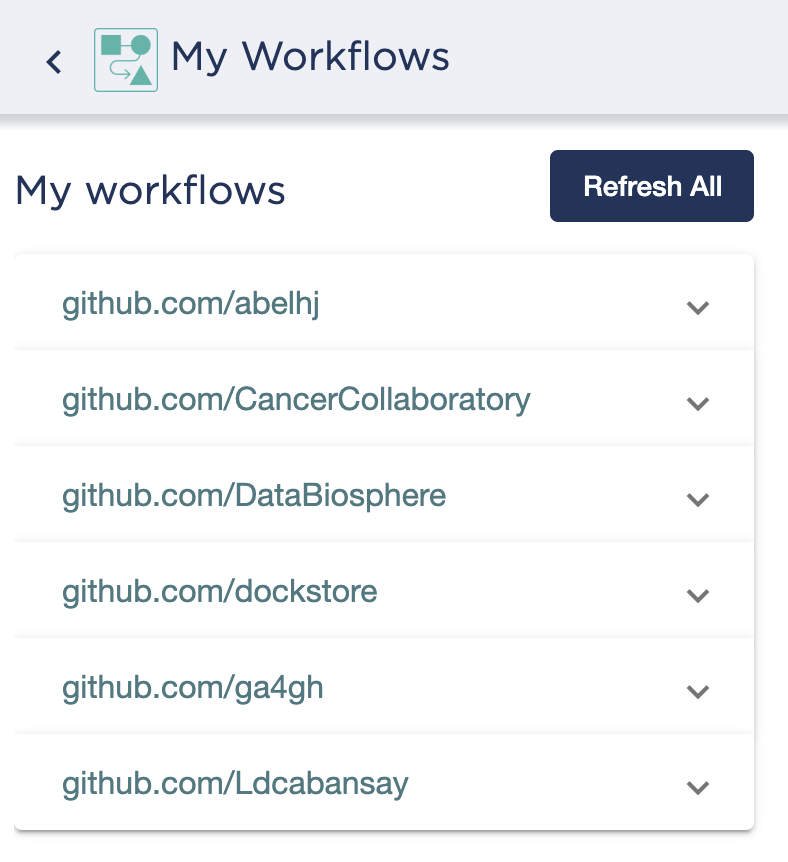 My Workflows
My workflows
Refresh All
github.com/abelhj
github.com/CancerCollaboratory
github.com/DataBiosphere
github.com/dockstore
github.com/ga4gh
github.com/Ldcabansay